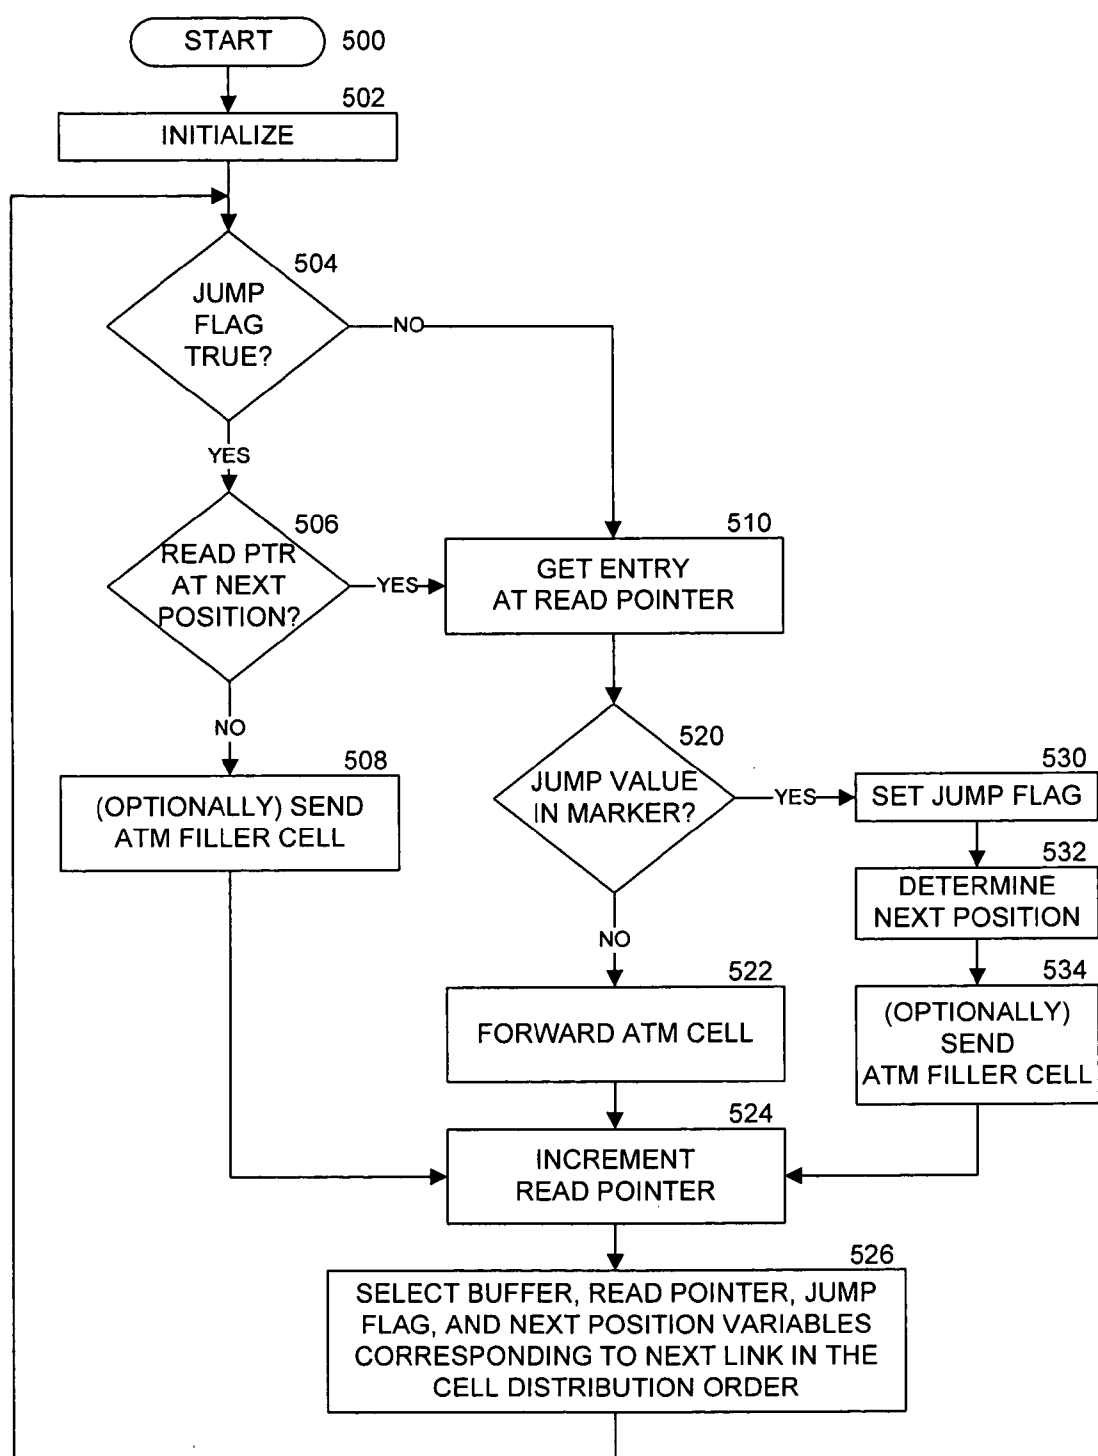 START
500
502
INITIALIZE
504
JUMP
FLAG
TRUE?
NO
YES
506
READ PTR
AT NEXT
POSITION?
YES
510
GET ENTRY
AT READ POINTER
NO
508
(OPTIONALLY) SEND
ATM FILLER CELL
520
JUMP VALUE
IN MARKER?
YES
530
SET JUMP FLAG
532
DETERMINE
NEXT POSITION
NO
522
FORWARD ATM CELL
534
(OPTIONALLY)
SEND
ATM FILLER CELL
524
INCREMENT
READ POINTER
526
SELECT BUFFER, READ POINTER, JUMP
FLAG, AND NEXT POSITION VARIABLES
CORRESPONDING TO NEXT LINK IN THE
CELL DISTRIBUTION ORDER